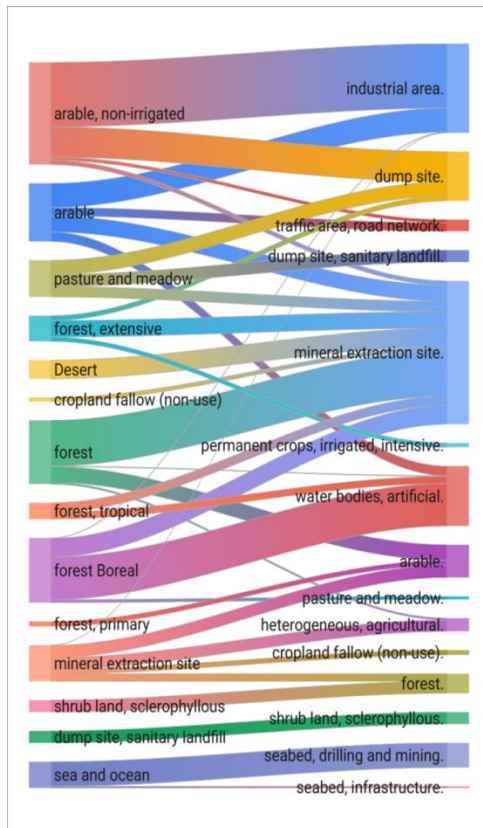 arable, non-irrigated
arable
pasture and meadow
forest, extensive
Desert
cropland fallow (non-use)
forest
forest, tropical
forest Boreal
forest, primary
mineral extraction site
shrub land, sclerophyllous
dump site, sanitary landfill
sea and ocean
industrial area.
dump site.
traffic area, road network.
dump site, sanitary landfill.
mineral extraction site.
permanent crops, irrigated, intensive.
water bodies, artificial.
arable.
pasture and meadow.
heterogeneous, agricultural.
cropland fallow (non-use).
forest.
shrub land, sclerophyllous.
seabed, drilling and mining.
seabed, infrastructure.